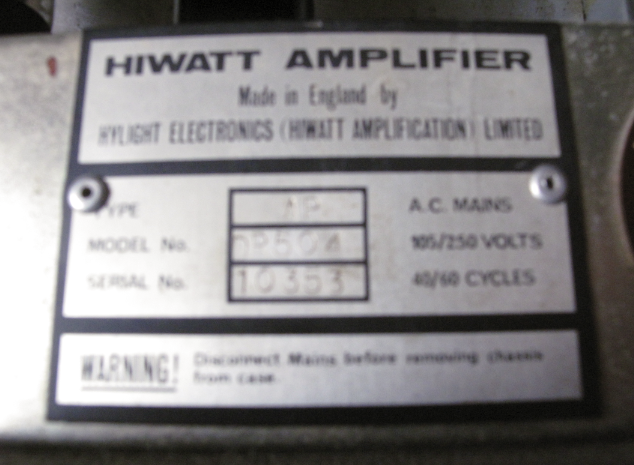 HIWATT AMPLIFIER
Made in England by
HYLIGHT ELECTRONICS (HIWATT AMPLIFICATION) LIMITED
TYPE AP A.C. MAINS
MODEL No. 105/250 VOLTS
SERIAL No. 10353 40/60 CYCLES
WARNING! Disconnect Mains before removing chassis
from case.